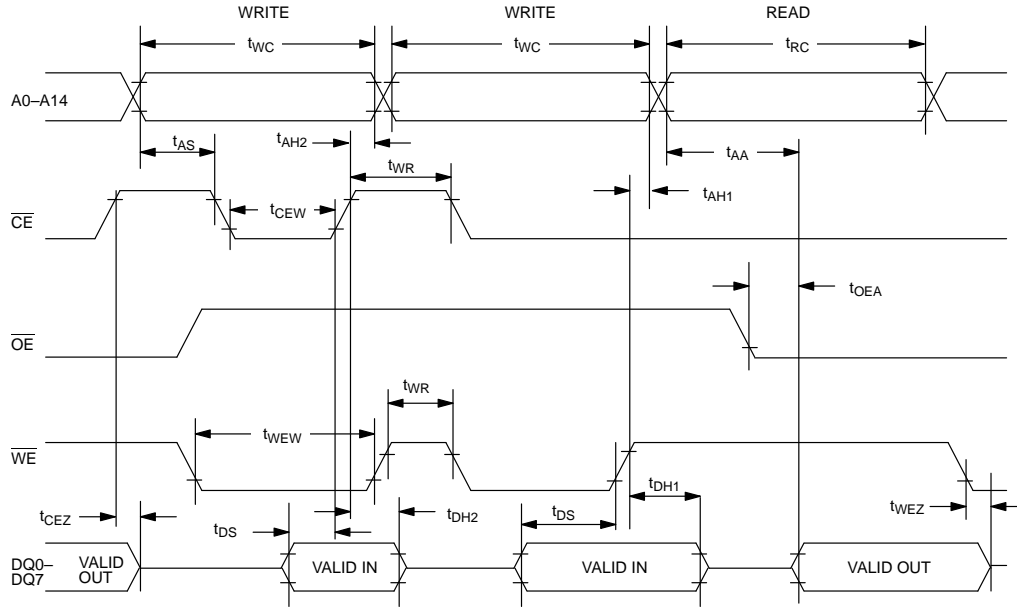 WRITE WRITE READ
tWC tWC tRC
A0–A14
tAS tAH2 tWR tAA
tAH1
CE tCEW
tOEA
OE
tWR
WE tWEW
tCEZ tDS tDH2 tDS tDH1 tWEZ
DQ0–DQ7 VALID OUT VALID IN VALID IN VALID OUT